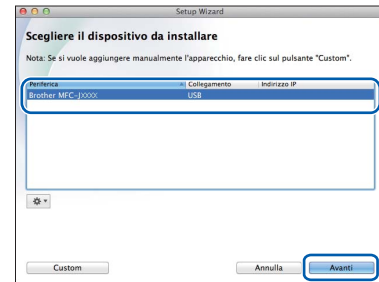 Setup Wizard
Scegliere il dispositivo da installare
Nota: Se si vuole aggiungere manualmente l'apparecchio, fare clic sul pulsante "Custom".
Periferica Collegamento Indirizzo IP
Brother MFC-JXXXX USB
Custom Annulla Avanti